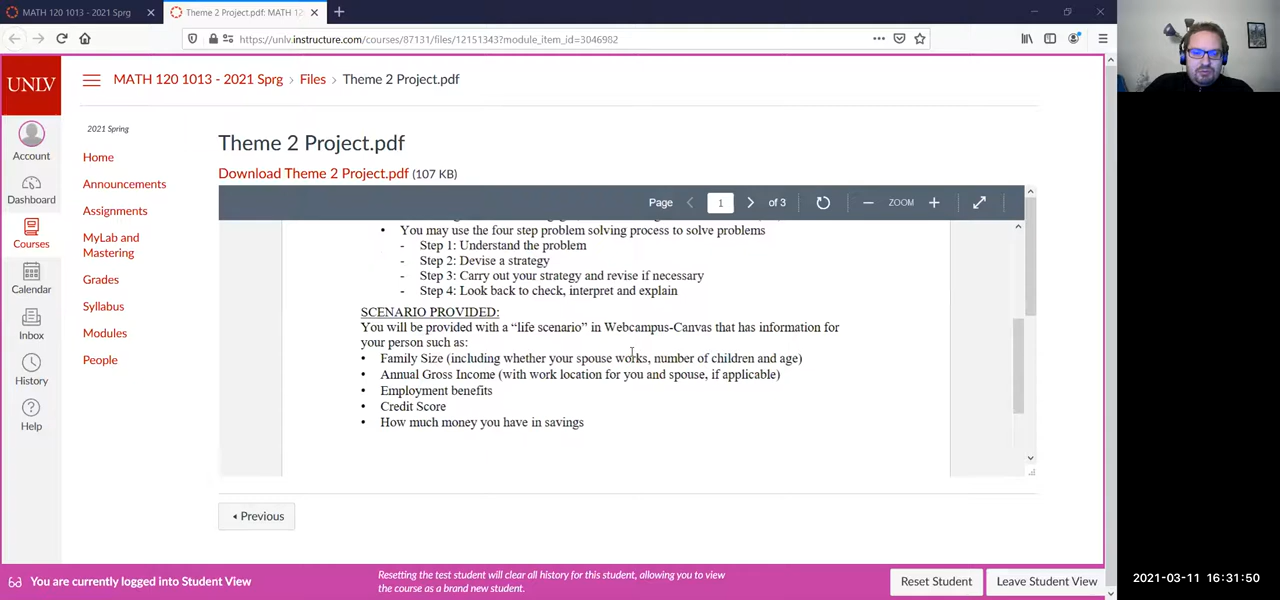 MATH 120 1013 - 2021 Sprg
Theme 2 Project.pdf: MATH 12
https://unlv.instructure.com/courses/87131/files/12151343?module_item_id=3046982
UNLV
MATH 120 1013 - 2021 Sprg › Files › Theme 2 Project.pdf
Account
Dashboard
Courses
Calendar
Inbox
History
Help
2021 Spring
Home
Announcements
Assignments
MyLab and
Mastering
Grades
Syllabus
Modules
People
Theme 2 Project.pdf
Download Theme 2 Project.pdf (107 KB)
Page 1 of 3 ZOOM
• You may use the four step problem solving process to solve problems
- Step 1: Understand the problem
- Step 2: Devise a strategy
- Step 3: Carry out your strategy and revise if necessary
- Step 4: Look back to check, interpret and explain
SCENARIO PROVIDED:
You will be provided with a “life scenario” in Webcampus-Canvas that has information for
your person such as:
• Family Size (including whether your spouse works, number of children and age)
• Annual Gross Income (with work location for you and spouse, if applicable)
• Employment benefits
• Credit Score
• How much money you have in savings
Previous
You are currently logged into Student View
Resetting the test student will clear all history for this student, allowing you to view
the course as a brand new student.
Reset Student
Leave Student View
2021-03-11 16:31:50